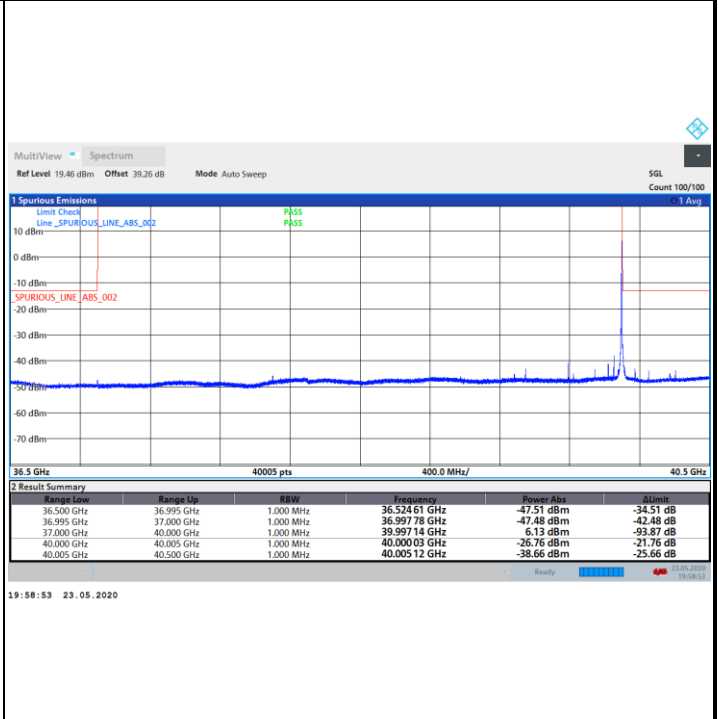 MultiView Spectrum
Ref Level 19.46 dBm Offset 39.26 dB Mode Auto Sweep SGL
Count 100/100
1 Spurious Emissions 1 Avg
Limit Check PASS
Line _SPURIOUS_LINE_ABS_002 PASS
10 dBm
0 dBm
-10 dBm
_SPURIOUS_LINE_ABS_002
-20 dBm
-30 dBm
-40 dBm
-50 dBm
-60 dBm
-70 dBm
36.5 GHz 40005 pts 400.0 MHz/ 40.5 GHz
2 Result Summary
Range Low Range Up RBW Frequency Power Abs ΔLimit
36.500 GHz 36.995 GHz 1.000 MHz 36.524 61 GHz -47.51 dBm -34.51 dB
36.995 GHz 37.000 GHz 1.000 MHz 36.997 78 GHz -47.48 dBm -42.48 dB
37.000 GHz 40.000 GHz 1.000 MHz 39.997 14 GHz 6.13 dBm -93.87 dB
40.000 GHz 40.005 GHz 1.000 MHz 40.000 03 GHz -26.76 dBm -21.76 dB
40.005 GHz 40.500 GHz 1.000 MHz 40.005 12 GHz -38.66 dBm -25.66 dB
Ready 23.05.2020
19:58:53
19:58:53 23.05.2020